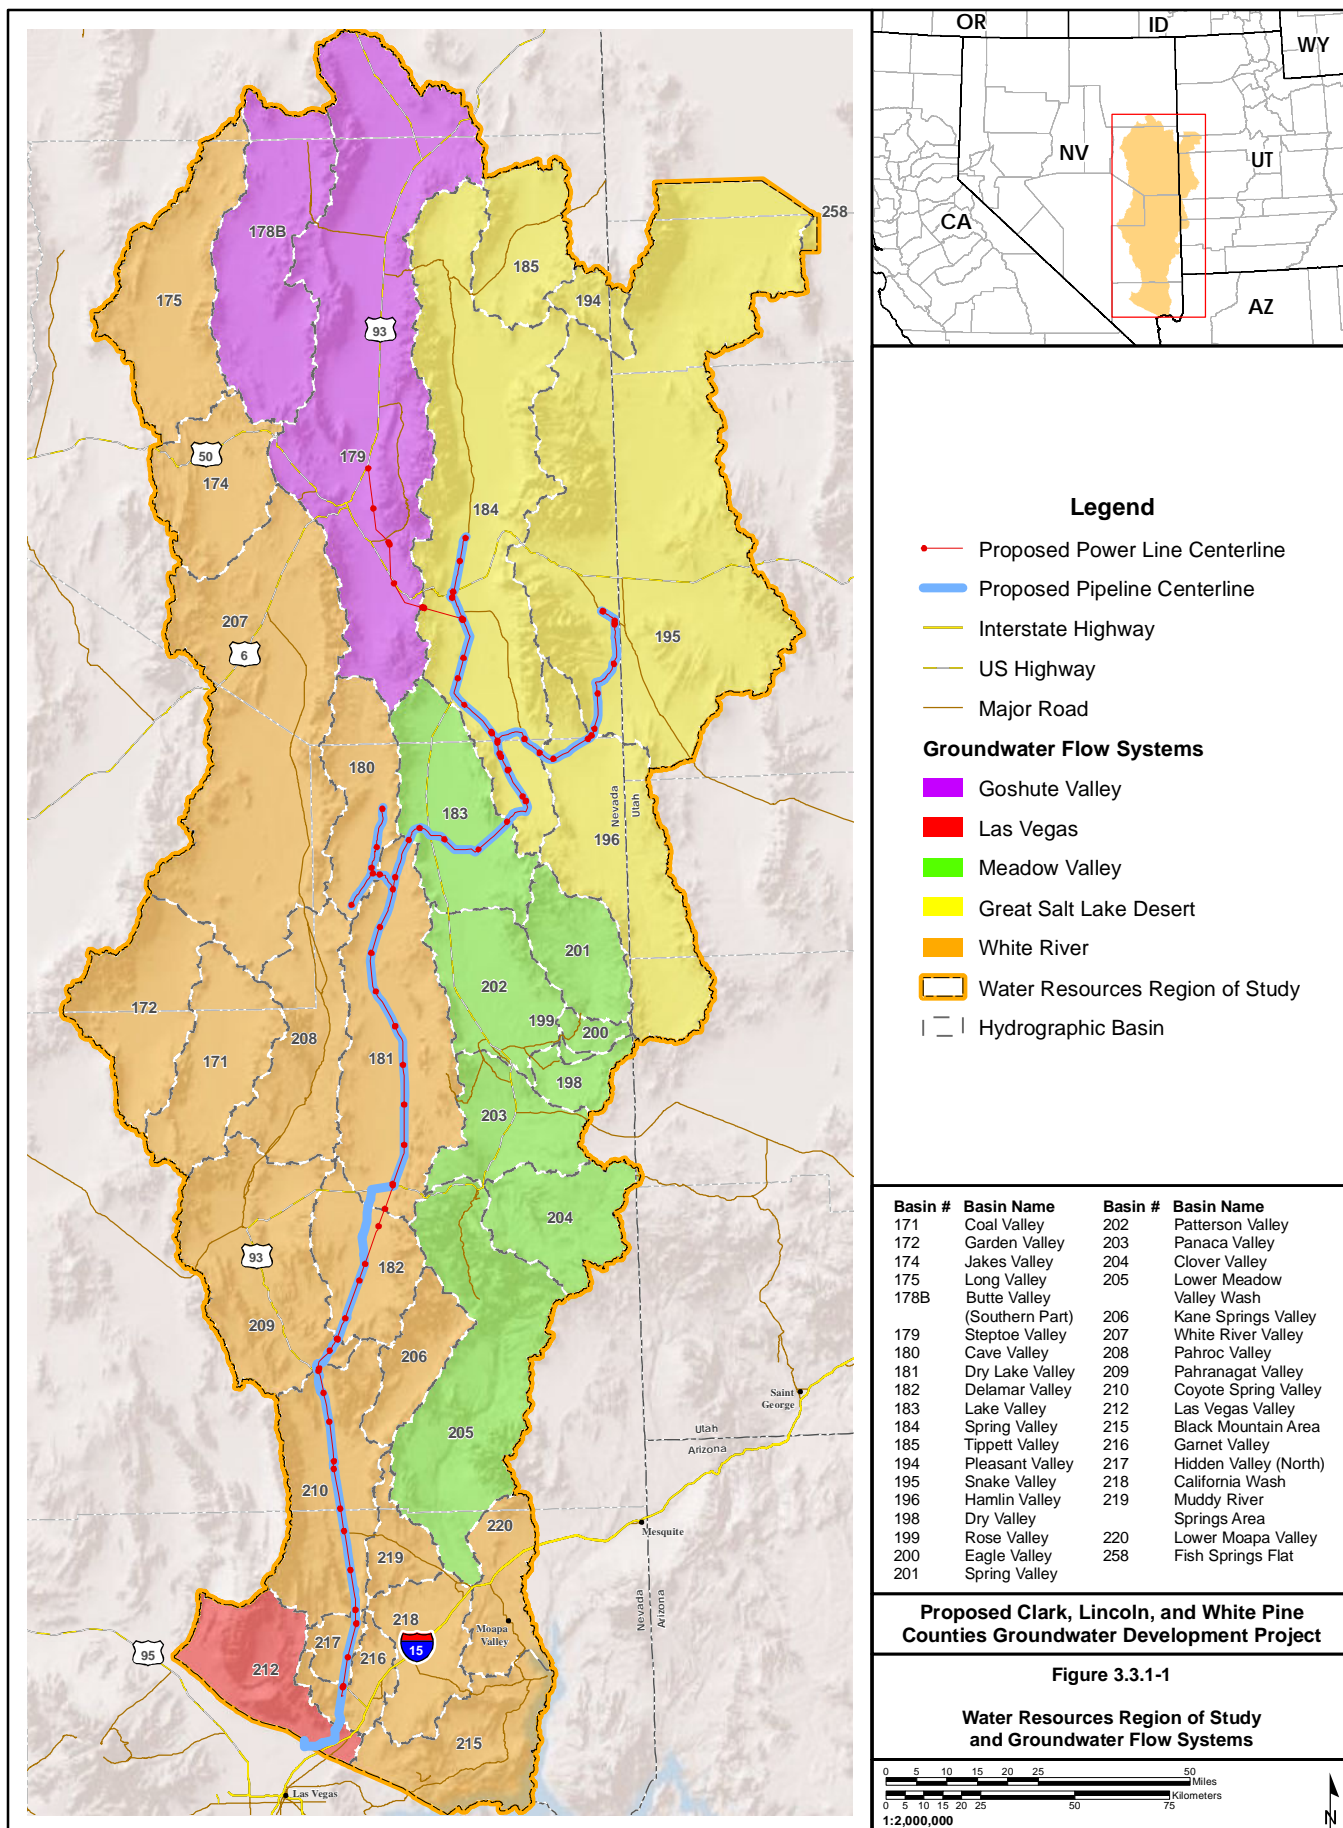 258
178B
185
175
194
93
50
179
174
184
207
195
6
180
183
Nevada
Utah
196
201
202
172
199
200
208
181
171
198
203
204
93
182
209
206
Saint
George
205
Utah
Arizona
210
220
Mesquite
219
218
Nevada
Arizona
Moapa
Valley
217
15
216
95
212
215
Las Vegas
OR
ID
WY
NV
UT
CA
AZ
Legend
Proposed Power Line Centerline
Proposed Pipeline Centerline
Interstate Highway
US Highway
Major Road
Groundwater Flow Systems
Goshute Valley
Las Vegas
Meadow Valley
Great Salt Lake Desert
White River
Water Resources Region of Study
Hydrographic Basin
Basin # Basin Name Basin # Basin Name
171 Coal Valley 202 Patterson Valley
172 Garden Valley 203 Panaca Valley
174 Jakes Valley 204 Clover Valley
175 Long Valley 205 Lower Meadow
178B Butte Valley Valley Wash
(Southern Part) 206 Kane Springs Valley
179 Steptoe Valley 207 White River Valley
180 Cave Valley 208 Pahroc Valley
181 Dry Lake Valley 209 Pahranagat Valley
182 Delamar Valley 210 Coyote Spring Valley
183 Lake Valley 212 Las Vegas Valley
184 Spring Valley 215 Black Mountain Area
185 Tippett Valley 216 Garnet Valley
194 Pleasant Valley 217 Hidden Valley (North)
195 Snake Valley 218 California Wash
196 Hamlin Valley 219 Muddy River
198 Dry Valley Springs Area
199 Rose Valley 220 Lower Moapa Valley
200 Eagle Valley 258 Fish Springs Flat
201 Spring Valley
Proposed Clark, Lincoln, and White Pine
Counties Groundwater Development Project
Figure 3.3.1-1
Water Resources Region of Study
and Groundwater Flow Systems
0 5 10 15 20 25 50
Miles
Kilometers
0 5 10 15 20 25 50 75
1:2,000,000
N